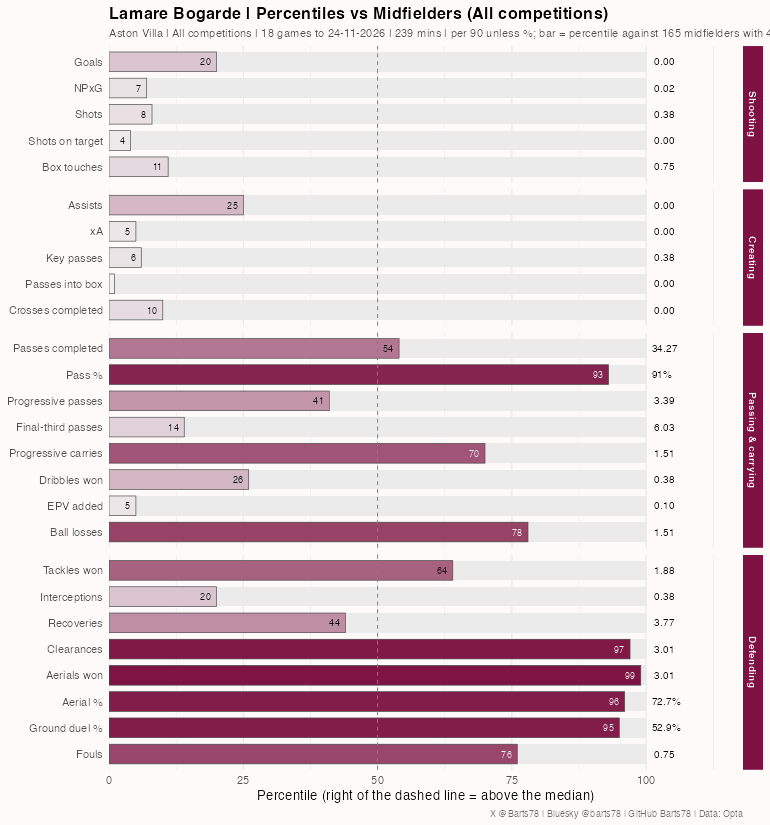 Lamare Bogarde | Percentiles vs Midfielders (All competitions)
Aston Villa | All competitions | 18 games to 24-11-2026 | 239 mins | per 90 unless %; bar = percentile against 165 midfielders with 4
Goals 20 0.00
NPxG 7 0.02
Shots 8 0.38
Shots on target 4 0.00
Box touches 11 0.75
Shooting
Assists 25 0.00
xA 5 0.00
Key passes 6 0.38
Passes into box 0.00
Crosses completed 10 0.00
Creating
Passes completed 54 34.27
Pass % 93 91%
Progressive passes 41 3.39
Final-third passes 14 6.03
Progressive carries 70 1.51
Dribbles won 26 0.38
EPV added 5 0.10
Ball losses 78 1.51
Passing & carrying
Tackles won 64 1.88
Interceptions 20 0.38
Recoveries 44 3.77
Clearances 97 3.01
Aerials won 99 3.01
Aerial % 96 72.7%
Ground duel % 95 52.9%
Fouls 76 0.75
Defending
0 25 50 75 100
Percentile (right of the dashed line = above the median)
X @Barts78 | Bluesky @barts78 | GitHub Barts78 | Data: Opta